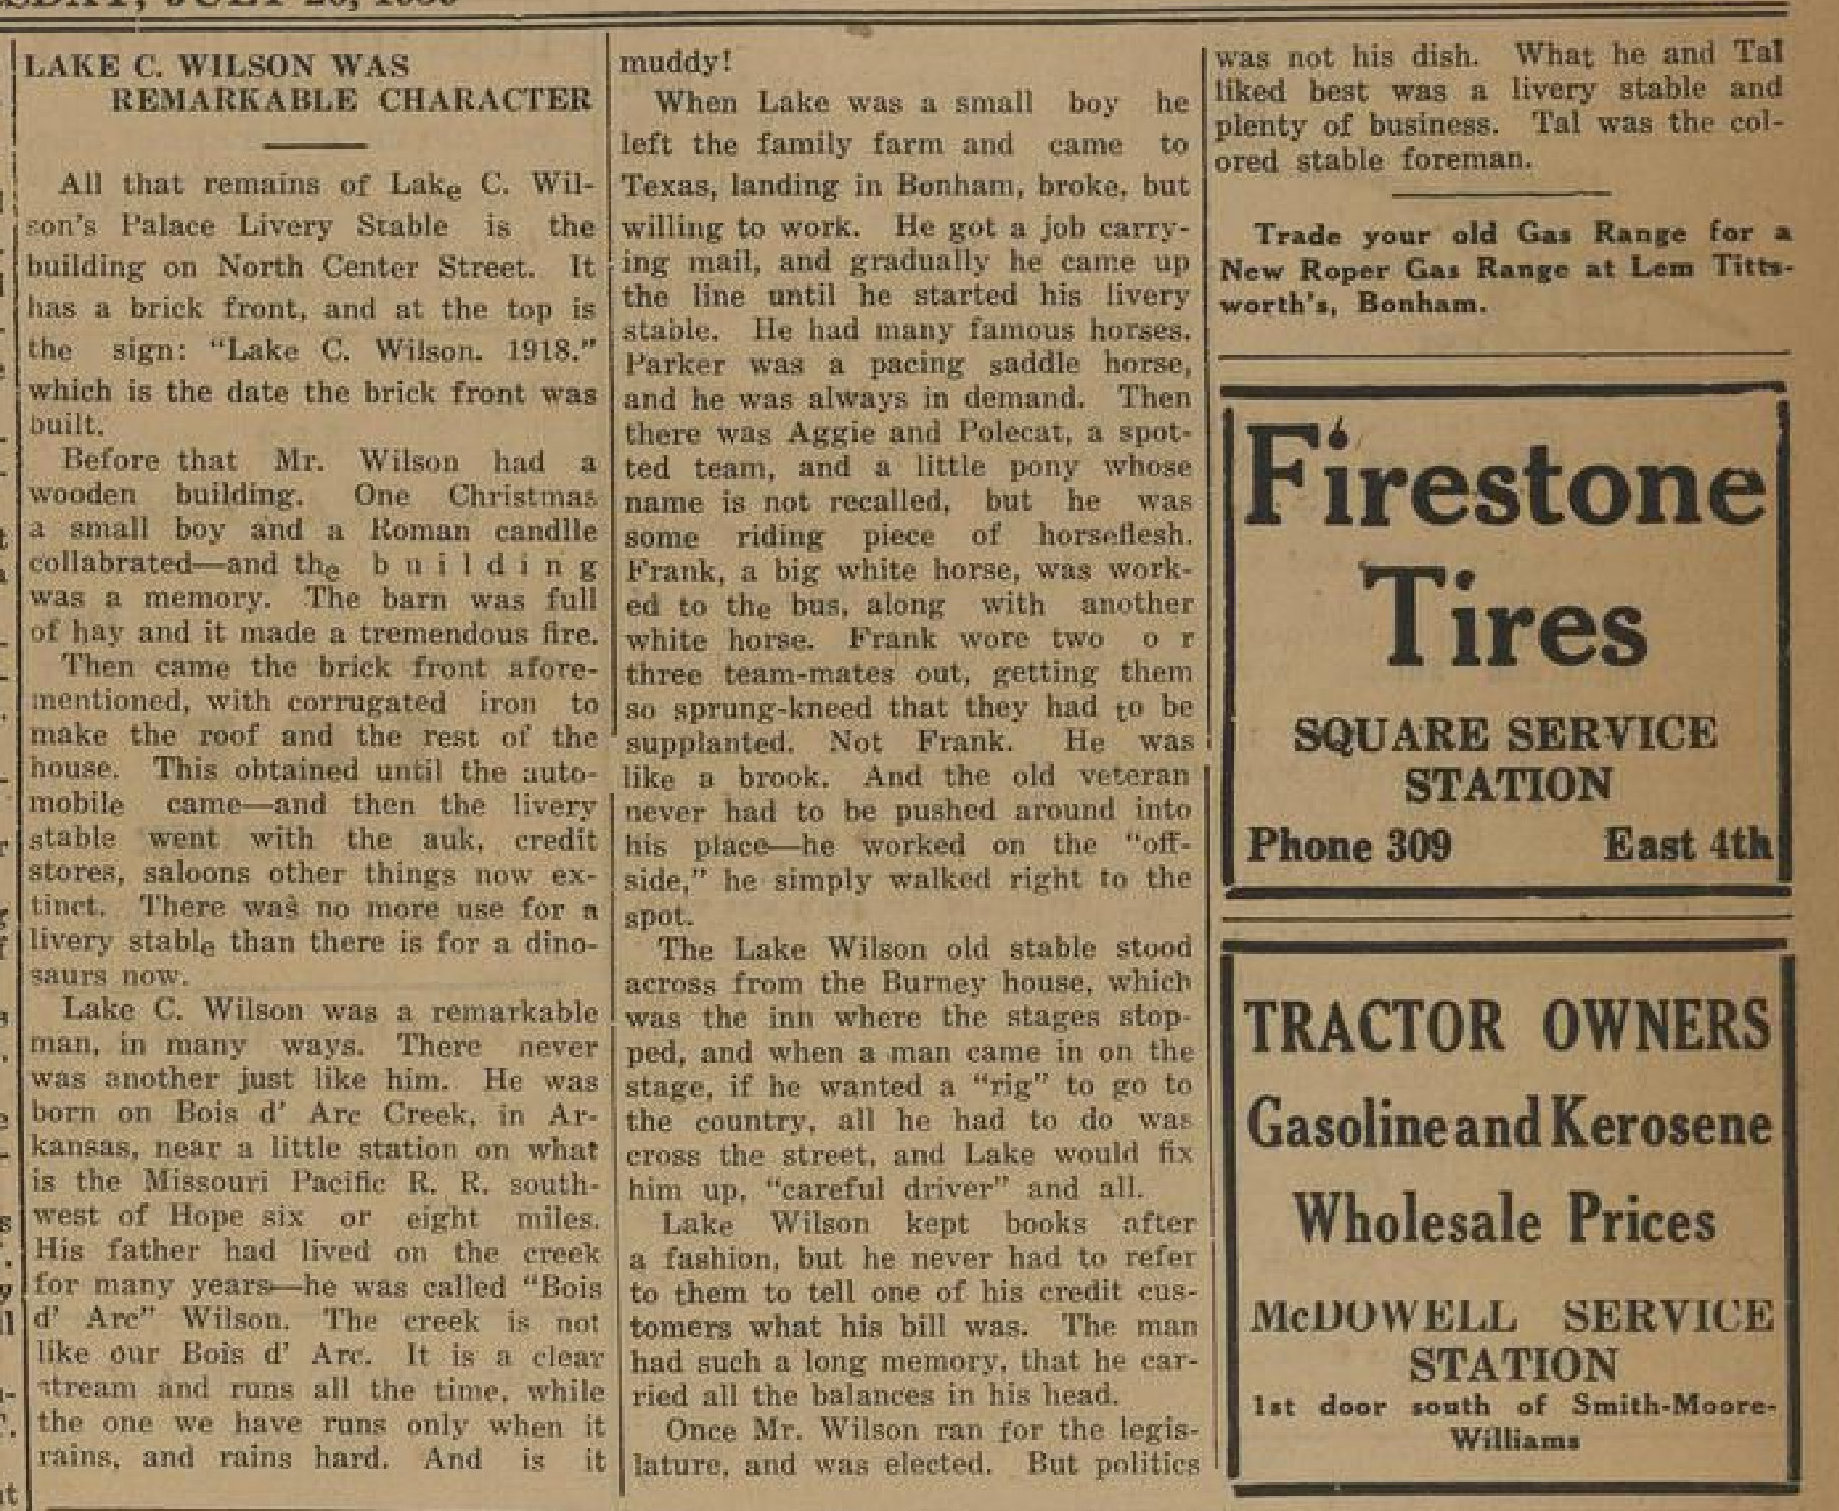 LAKE C. WILSON WAS
REMARKABLE CHARACTER
All that remains of Lake C. Wil-
son's Palace Livery Stable is the
building on North Center Street. It
has a brick front, and at the top is
the sign: "Lake C. Wilson. 1918."
which is the date the brick front was
built.
Before that Mr. Wilson had a
wooden building. One Christmas
a small boy and a Roman candlle
collabrated—and the b u i l d i n g
was a memory. The barn was full
of hay and it made a tremendous fire.
Then came the brick front afore-
mentioned, with corrugated iron to
make the roof and the rest of the
house. This obtained until the auto-
mobile came—and then the livery
stable went with the auk, credit
stores, saloons other things now ex-
tinct. There was no more use for a
livery stable than there is for a dino-
saurs now.
Lake C. Wilson was a remarkable
man, in many ways. There never
was another just like him. He was
born on Bois d' Arc Creek, in Ar-
kansas, near a little station on what
is the Missouri Pacific R. R. south-
west of Hope six or eight miles.
His father had lived on the creek
for many years—he was called "Bois
d' Arc" Wilson. The creek is not
like our Bois d' Arc. It is a clear
stream and runs all the time, while
the one we have runs only when it
rains, and rains hard. And is it
muddy!
When Lake was a small boy he
left the family farm and came to
Texas, landing in Bonham, broke, but
willing to work. He got a job carry-
ing mail, and gradually he came up
the line until he started his livery
stable. He had many famous horses.
Parker was a pacing saddle horse,
and he was always in demand. Then
there was Aggie and Polecat, a spot-
ted team, and a little pony whose
name is not recalled, but he was
some riding piece of horseflesh.
Frank, a big white horse, was work-
ed to the bus, along with another
white horse. Frank wore two o r
three team-mates out, getting them
so sprung-kneed that they had to be
supplanted. Not Frank. He was
like a brook. And the old veteran
never had to be pushed around into
his place—he worked on the "off-
side," he simply walked right to the
spot.
The Lake Wilson old stable stood
across from the Burney house, which
was the inn where the stages stop-
ped, and when a man came in on the
stage, if he wanted a "rig" to go to
the country, all he had to do was
cross the street, and Lake would fix
him up, "careful driver" and all.
Lake Wilson kept books after
a fashion, but he never had to refer
to them to tell one of his credit cus-
tomers what his bill was. The man
had such a long memory, that he car-
ried all the balances in his head.
Once Mr. Wilson ran for the legis-
lature, and was elected. But politics
was not his dish. What he and Tal
liked best was a livery stable and
plenty of business. Tal was the col-
ored stable foreman.
Trade your old Gas Range for a
New Roper Gas Range at Lem Titts-
worth's, Bonham.
Firestone
Tires
SQUARE SERVICE
STATION
Phone 309 East 4th
TRACTOR OWNERS
Gasoline and Kerosene
Wholesale Prices
McDOWELL SERVICE
STATION
1st door south of Smith-Moore-
Williams